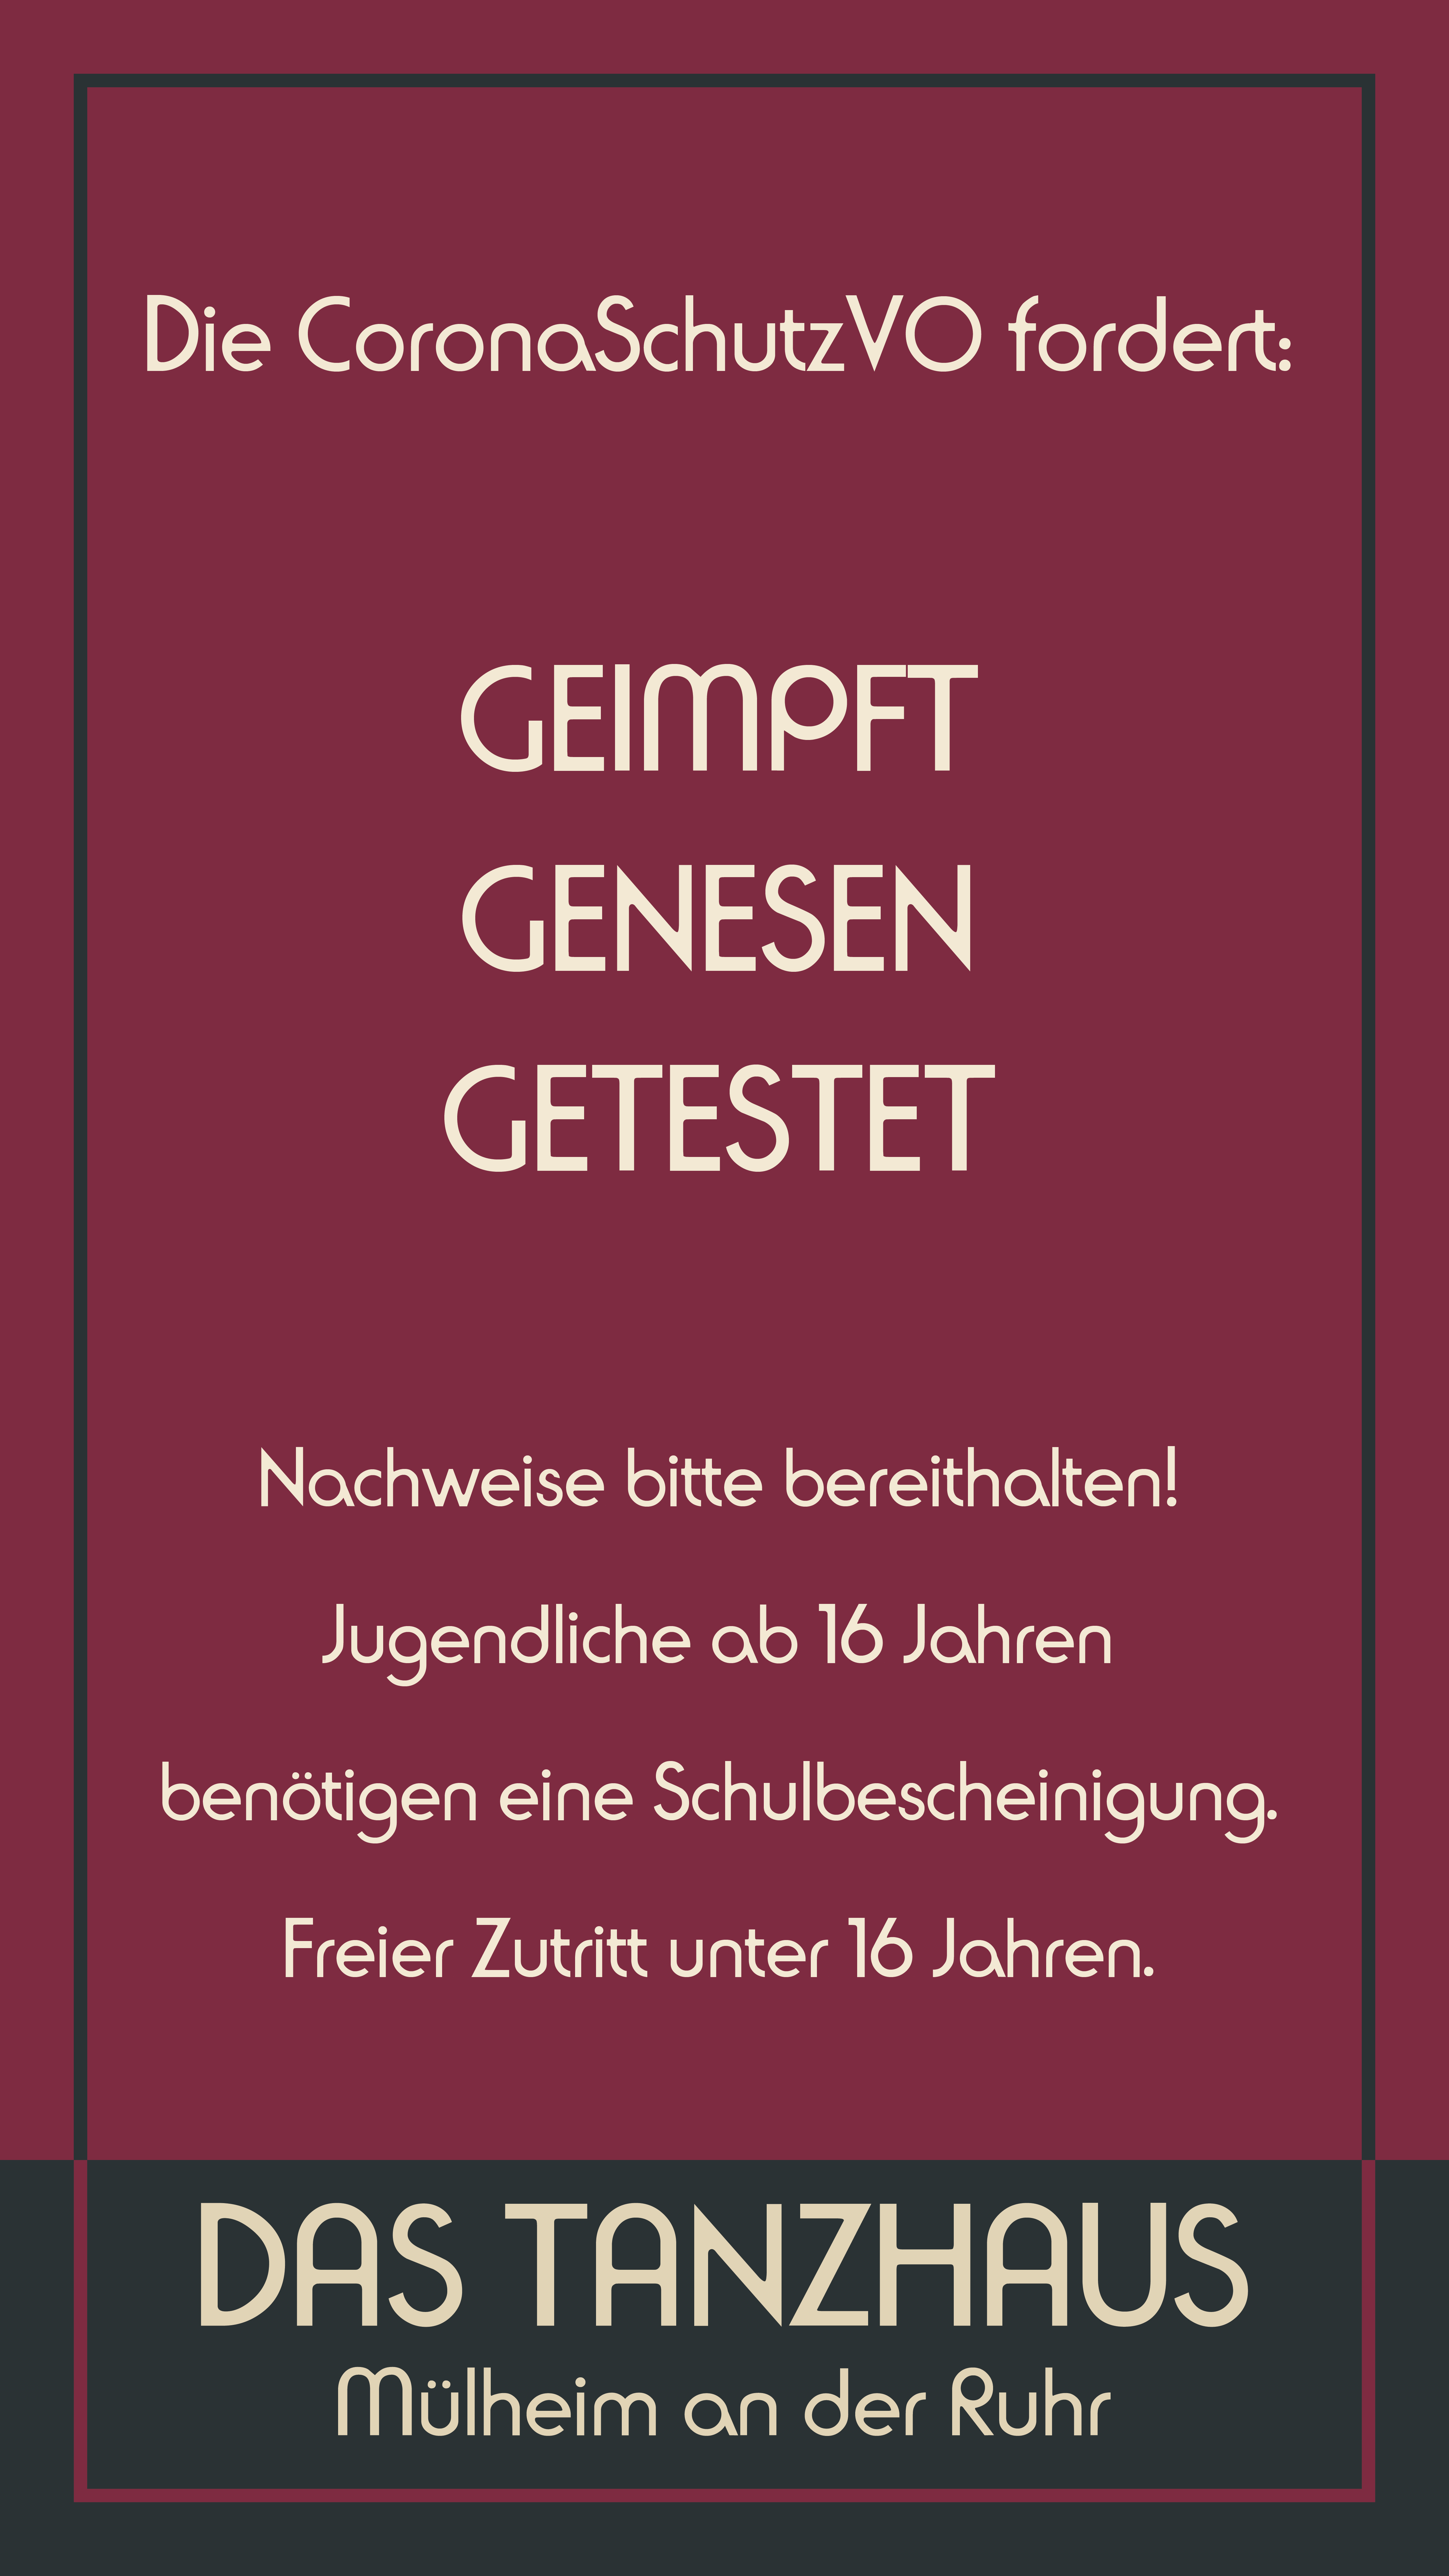 Die CoronaSchutzVO fordert:
GEIMPFT
GENESEN
GETESTET
Nachweise bitte bereithalten!
Jugendliche ab 16 Jahren
benötigen eine Schulbescheinigung.
Freier Zutritt unter 16 Jahren.
DAS TANZHAUS
Mülheim an der Ruhr